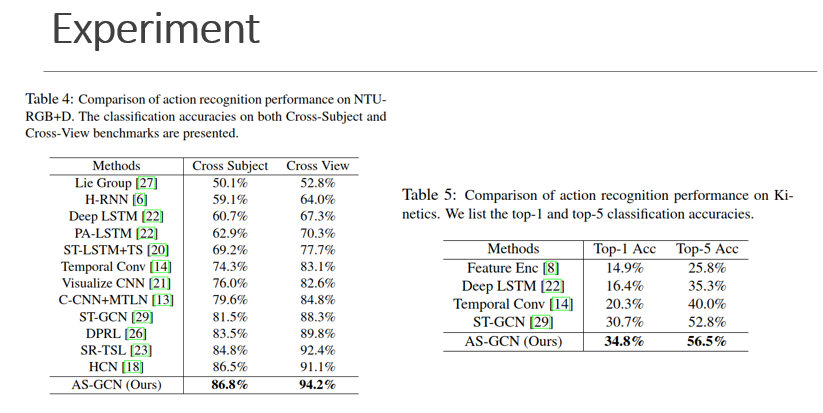 Experiment
Table 4: Comparison of action recognition performance on NTU-
RGB+D. The classification accuracies on both Cross-Subject and
Cross-View benchmarks are presented.
Methods Cross Subject Cross View
Lie Group [27] 50.1% 52.8%
H-RNN [6] 59.1% 64.0%
Deep LSTM [22] 60.7% 67.3%
PA-LSTM [22] 62.9% 70.3%
ST-LSTM+TS [20] 69.2% 77.7%
Temporal Conv [14] 74.3% 83.1%
Visualize CNN [21] 76.0% 82.6%
C-CNN+MTLN [13] 79.6% 84.8%
ST-GCN [29] 81.5% 88.3%
DPRL [26] 83.5% 89.8%
SR-TSL [23] 84.8% 92.4%
HCN [18] 86.5% 91.1%
AS-GCN (Ours) 86.8% 94.2%
Table 5: Comparison of action recognition performance on Ki-
netics. We list the top-1 and top-5 classification accuracies.
Methods Top-1 Acc Top-5 Acc
Feature Enc [8] 14.9% 25.8%
Deep LSTM [22] 16.4% 35.3%
Temporal Conv [14] 20.3% 40.0%
ST-GCN [29] 30.7% 52.8%
AS-GCN (Ours) 34.8% 56.5%